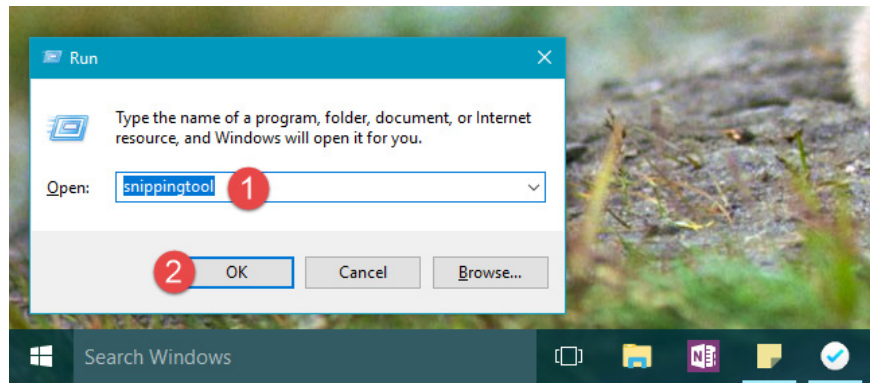 Run
Type the name of a program, folder, document, or Internet
resource, and Windows will open it for you.
Open: snippingtool 1
2 OK Cancel Browse...
Search Windows
N